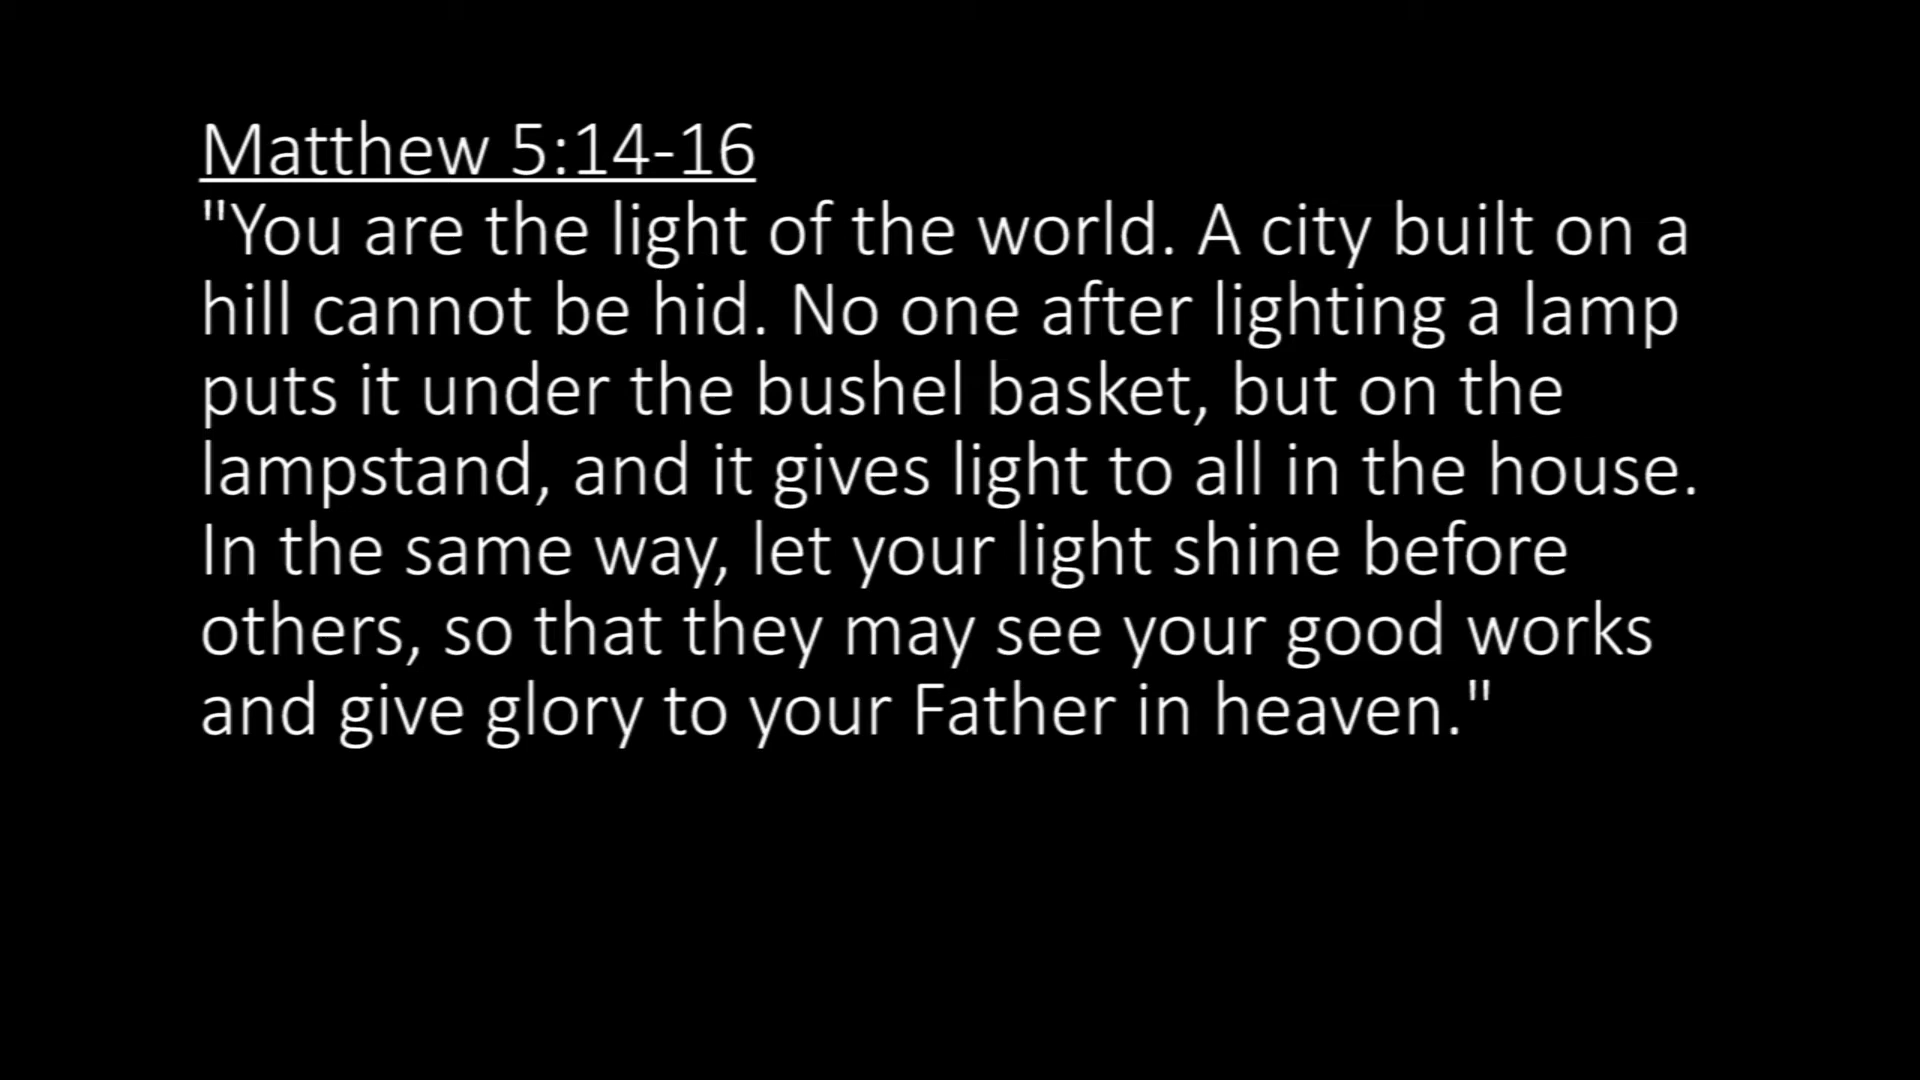 Matthew 5:14-16
"You are the light of the world. A city built on a
hill cannot be hid. No one after lighting a lamp
puts it under the bushel basket, but on the
lampstand, and it gives light to all in the house.
In the same way, let your light shine before
others, so that they may see your good works
and give glory to your Father in heaven."